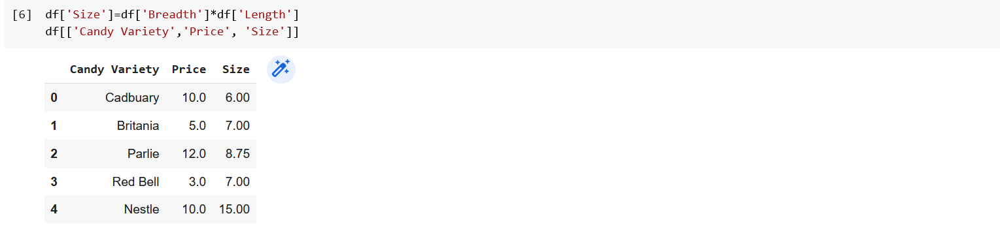 [6] df['Size']=df['Breadth']*df['Length']
df[['Candy Variety','Price', 'Size']]
Candy Variety Price Size
0 Cadbuary 10.0 6.00
1 Britania 5.0 7.00
2 Parlie 12.0 8.75
3 Red Bell 3.0 7.00
4 Nestle 10.0 15.00